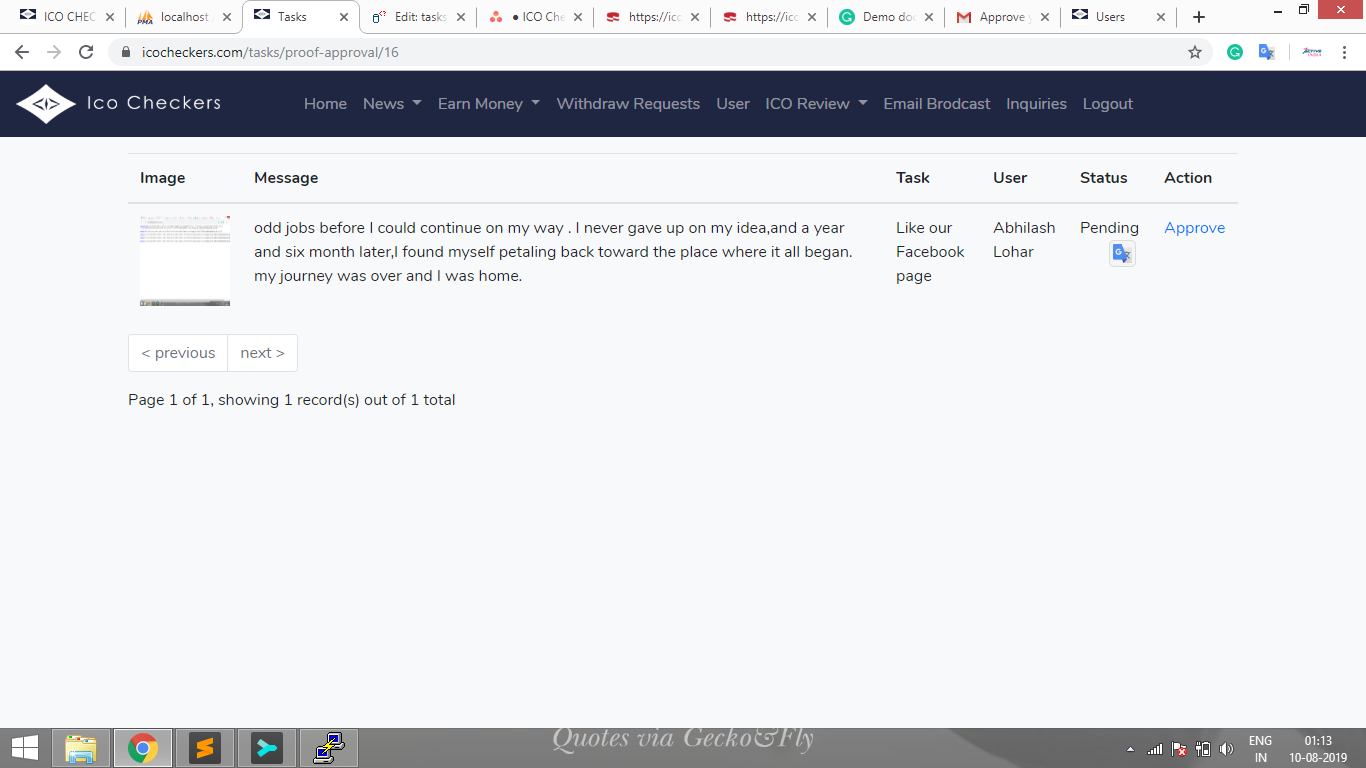 ICO CHEC
localhost
Tasks
Edit: tasks
● ICO Che
https://ico
https://ico
Demo doc
Approve
Users
icocheckers.com/tasks/proof-approval/16
Ico Checkers
Home News Earn Money Withdraw Requests User ICO Review Email Brodcast Inquiries Logout
Image Message Task User Status Action
odd jobs before I could continue on my way . I never gave up on my idea,and a year
and six month later,I found myself petaling back toward the place where it all began.
my journey was over and I was home.
Like our
Facebook
page
Abhilash
Lohar
Pending
Approve
< previous next >
Page 1 of 1, showing 1 record(s) out of 1 total
Quotes via Gecko&Fly
ENG
IN
01:13
10-08-2019